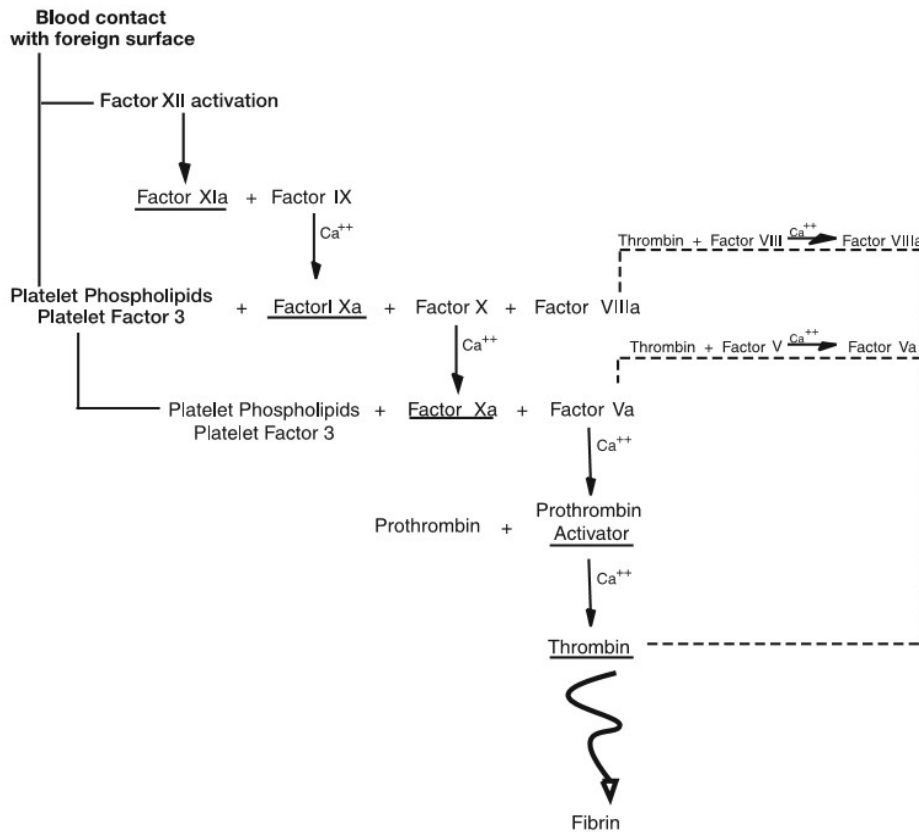 Blood contact
with foreign surface
Factor XII activation
Factor XIa + Factor IX
Ca++
Thrombin + Factor VIII Ca++ Factor VIIIa
Platelet Phospholipids
Platelet Factor 3
+ FactorI Xa + Factor X + Factor VIIIa
Ca++
Thrombin + Factor V Ca++ Factor Va
Platelet Phospholipids
Platelet Factor 3
+ Factor Xa + Factor Va
Ca++
Prothrombin + Prothrombin
Activator
Ca++
Thrombin
Fibrin